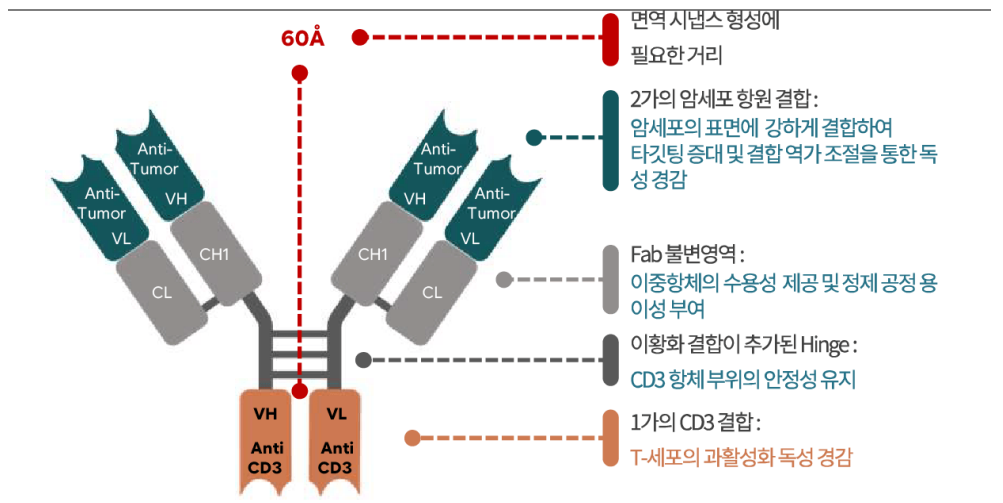 60Å
면역 시냅스 형성에
필요한 거리
2가의 암세포 항원 결합 :
암세포의 표면에 강하게 결합하여
타깃팅 증대 및 결합 역가 조절을 통한 독
성 경감
Fab 불변영역 :
이중항체의 수용성 제공 및 정제 공정 용
이성 부여
이황화 결합이 추가된 Hinge :
CD3 항체 부위의 안정성 유지
1가의 CD3 결합 :
T-세포의 과활성화 독성 경감
Anti-
Tumor
VH
Anti-
Tumor
VL
CH1
CL
Anti-
Tumor
VH
Anti-
Tumor
VL
CH1
CL
VH
Anti
CD3
VL
Anti
CD3